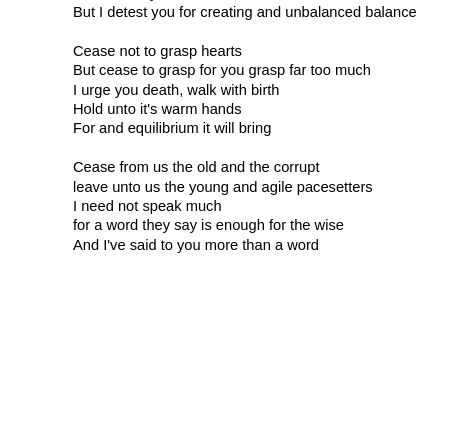 But I detest you for creating and unbalanced balance
Cease not to grasp hearts
But cease to grasp for you grasp far too much
I urge you death, walk with birth
Hold unto it's warm hands
For and equilibrium it will bring
Cease from us the old and the corrupt
leave unto us the young and agile pacesetters
I need not speak much
for a word they say is enough for the wise
And I've said to you more than a word